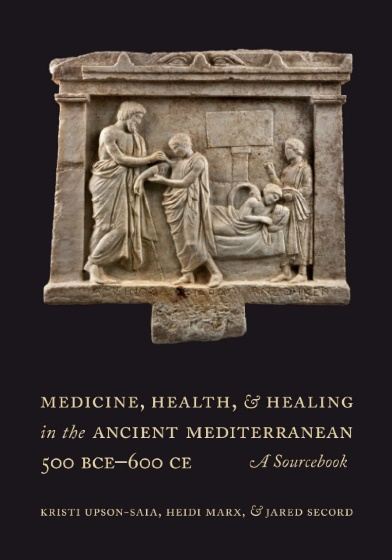 MEDICINE, HEALTH, & HEALING
in the ANCIENT MEDITERRANEAN
500 BCE–600 CE A Sourcebook
KRISTI UPSON-SAIA, HEIDI MARX, & JARED SECORD